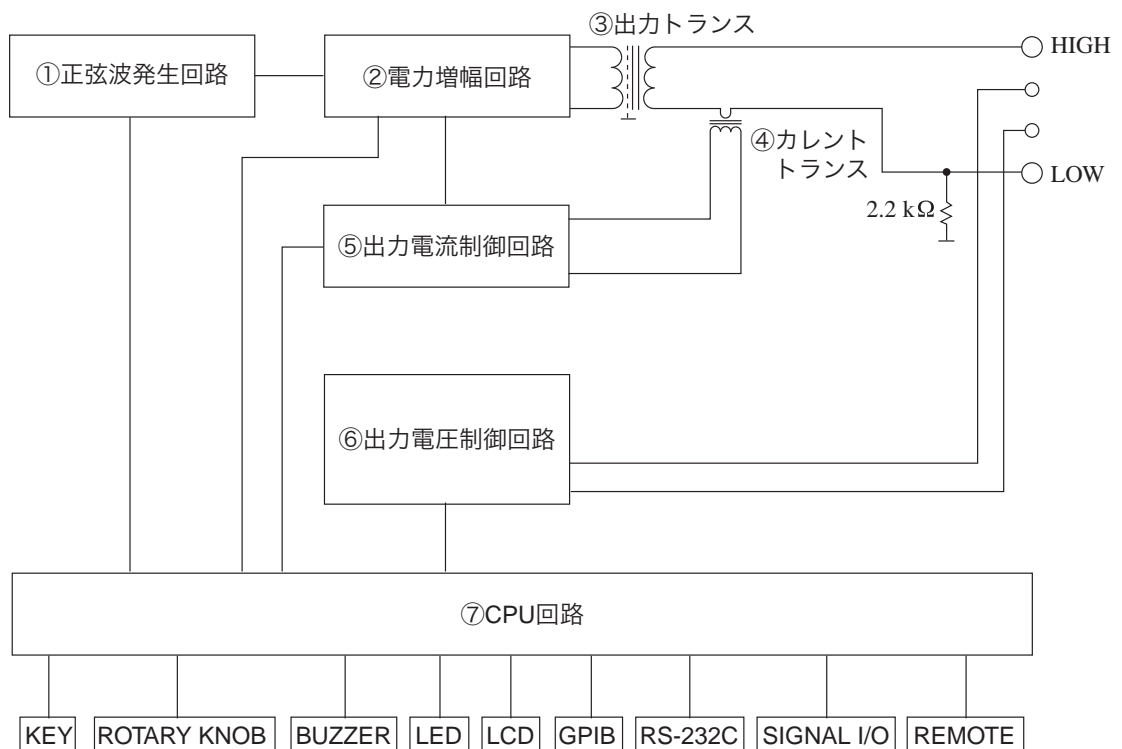 ③出力トランス
HIGH
①正弦波発生回路
②電力増幅回路
④カレント
トランス
LOW
2.2 kΩ
⑤出力電流制御回路
⑥出力電圧制御回路
⑦CPU回路
KEY
ROTARY KNOB
BUZZER
LED
LCD
GPIB
RS-232C
SIGNAL I/O
REMOTE